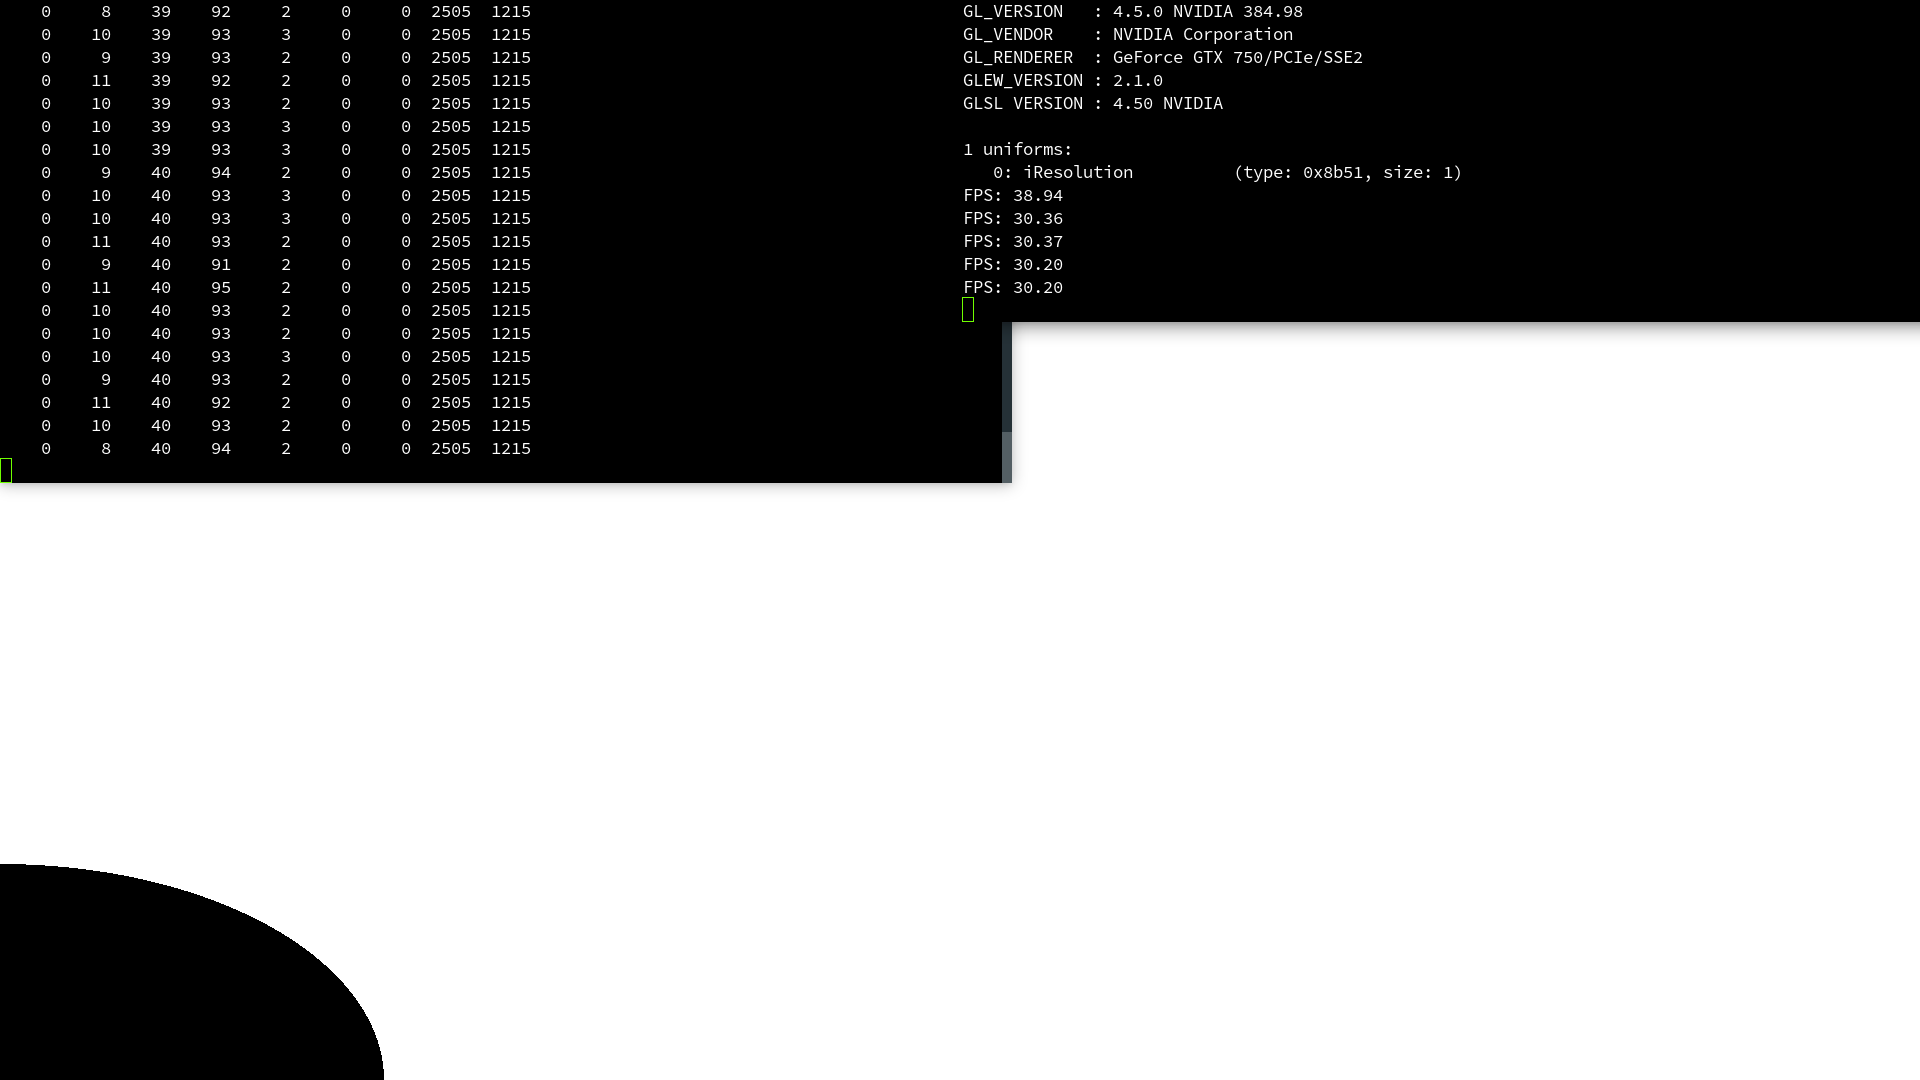 0     8    39    92     2     0     0  2505  1215
0    10    39    93     3     0     0  2505  1215
0     9    39    93     2     0     0  2505  1215
0    11    39    92     2     0     0  2505  1215
0    10    39    93     2     0     0  2505  1215
0    10    39    93     3     0     0  2505  1215
0    10    39    93     3     0     0  2505  1215
0     9    40    94     2     0     0  2505  1215
0    10    40    93     3     0     0  2505  1215
0    10    40    93     3     0     0  2505  1215
0    11    40    93     2     0     0  2505  1215
0     9    40    91     2     0     0  2505  1215
0    11    40    95     2     0     0  2505  1215
0    10    40    93     2     0     0  2505  1215
0    10    40    93     2     0     0  2505  1215
0    10    40    93     3     0     0  2505  1215
0     9    40    93     2     0     0  2505  1215
0    11    40    92     2     0     0  2505  1215
0    10    40    93     2     0     0  2505  1215
0     8    40    94     2     0     0  2505  1215
GL_VERSION   : 4.5.0 NVIDIA 384.98
GL_VENDOR    : NVIDIA Corporation
GL_RENDERER  : GeForce GTX 750/PCIe/SSE2
GLEW_VERSION : 2.1.0
GLSL VERSION : 4.50 NVIDIA
1 uniforms:
0: iResolution          (type: 0x8b51, size: 1)
FPS: 38.94
FPS: 30.36
FPS: 30.37
FPS: 30.20
FPS: 30.20